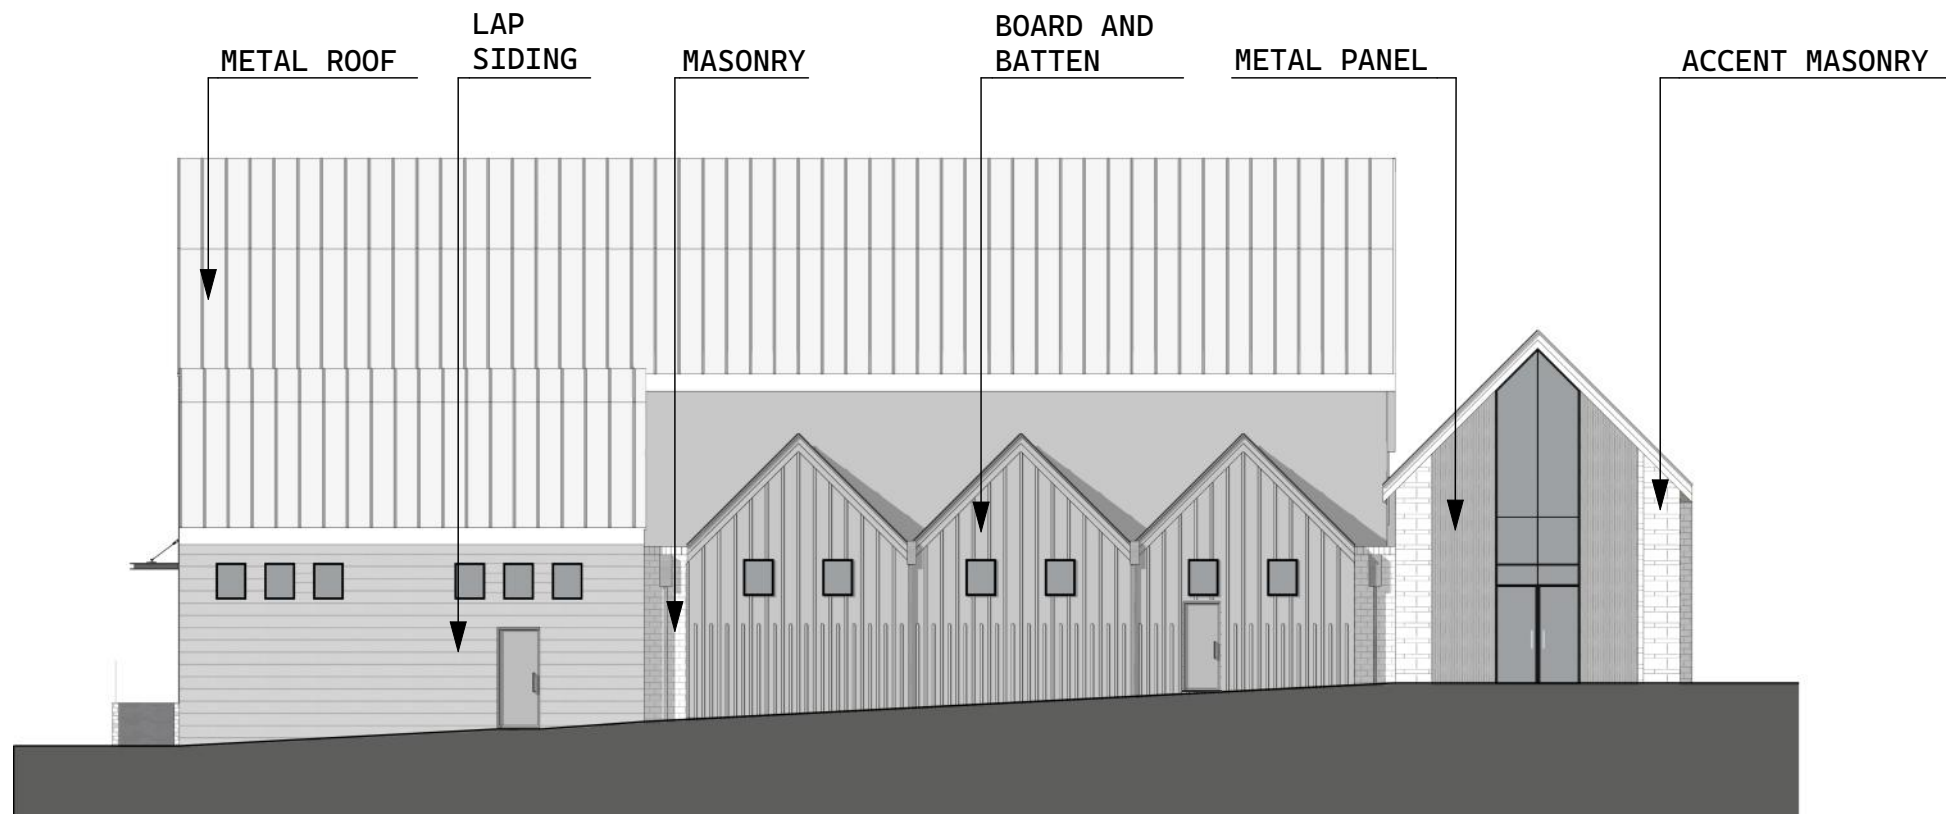 METAL ROOF
LAP
SIDING
MASONRY
BOARD AND
BATTEN
METAL PANEL
ACCENT MASONRY